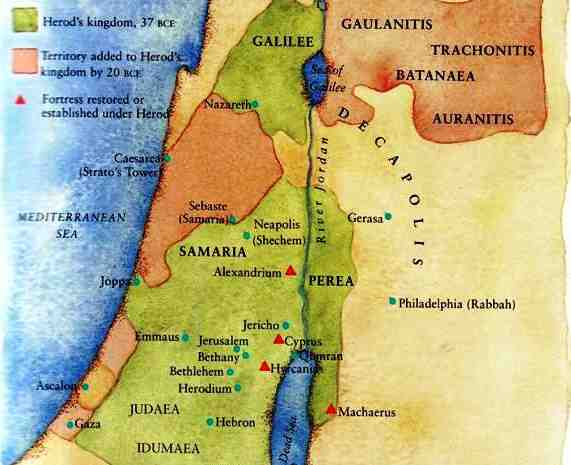 Herod's kingdom, 37 BCE
Territory added to Herod's
kingdom by 20 BCE
Fortress restored or
established under Herod
GALILEE
GAULANITIS
TRACHONITIS
BATANAEA
AURANITIS
Sea of
Galilee
Nazareth
DECAPOLIS
Caesarea
(Strato's Tower)
River Jordan
MEDITERRANEAN
SEA
Sebaste
(Samaria)
Neapolis
(Shechem)
Gerasa
SAMARIA
Alexandrium
PEREA
Joppa
Philadelphia (Rabbah)
Jericho
Emmaus
Jerusalem
Cyprus
Bethany
Qumran
Bethlehem
Hyrcania
Ascalon
Herodium
JUDAEA
Machaerus
Gaza
Hebron
Dead Sea
IDUMAEA